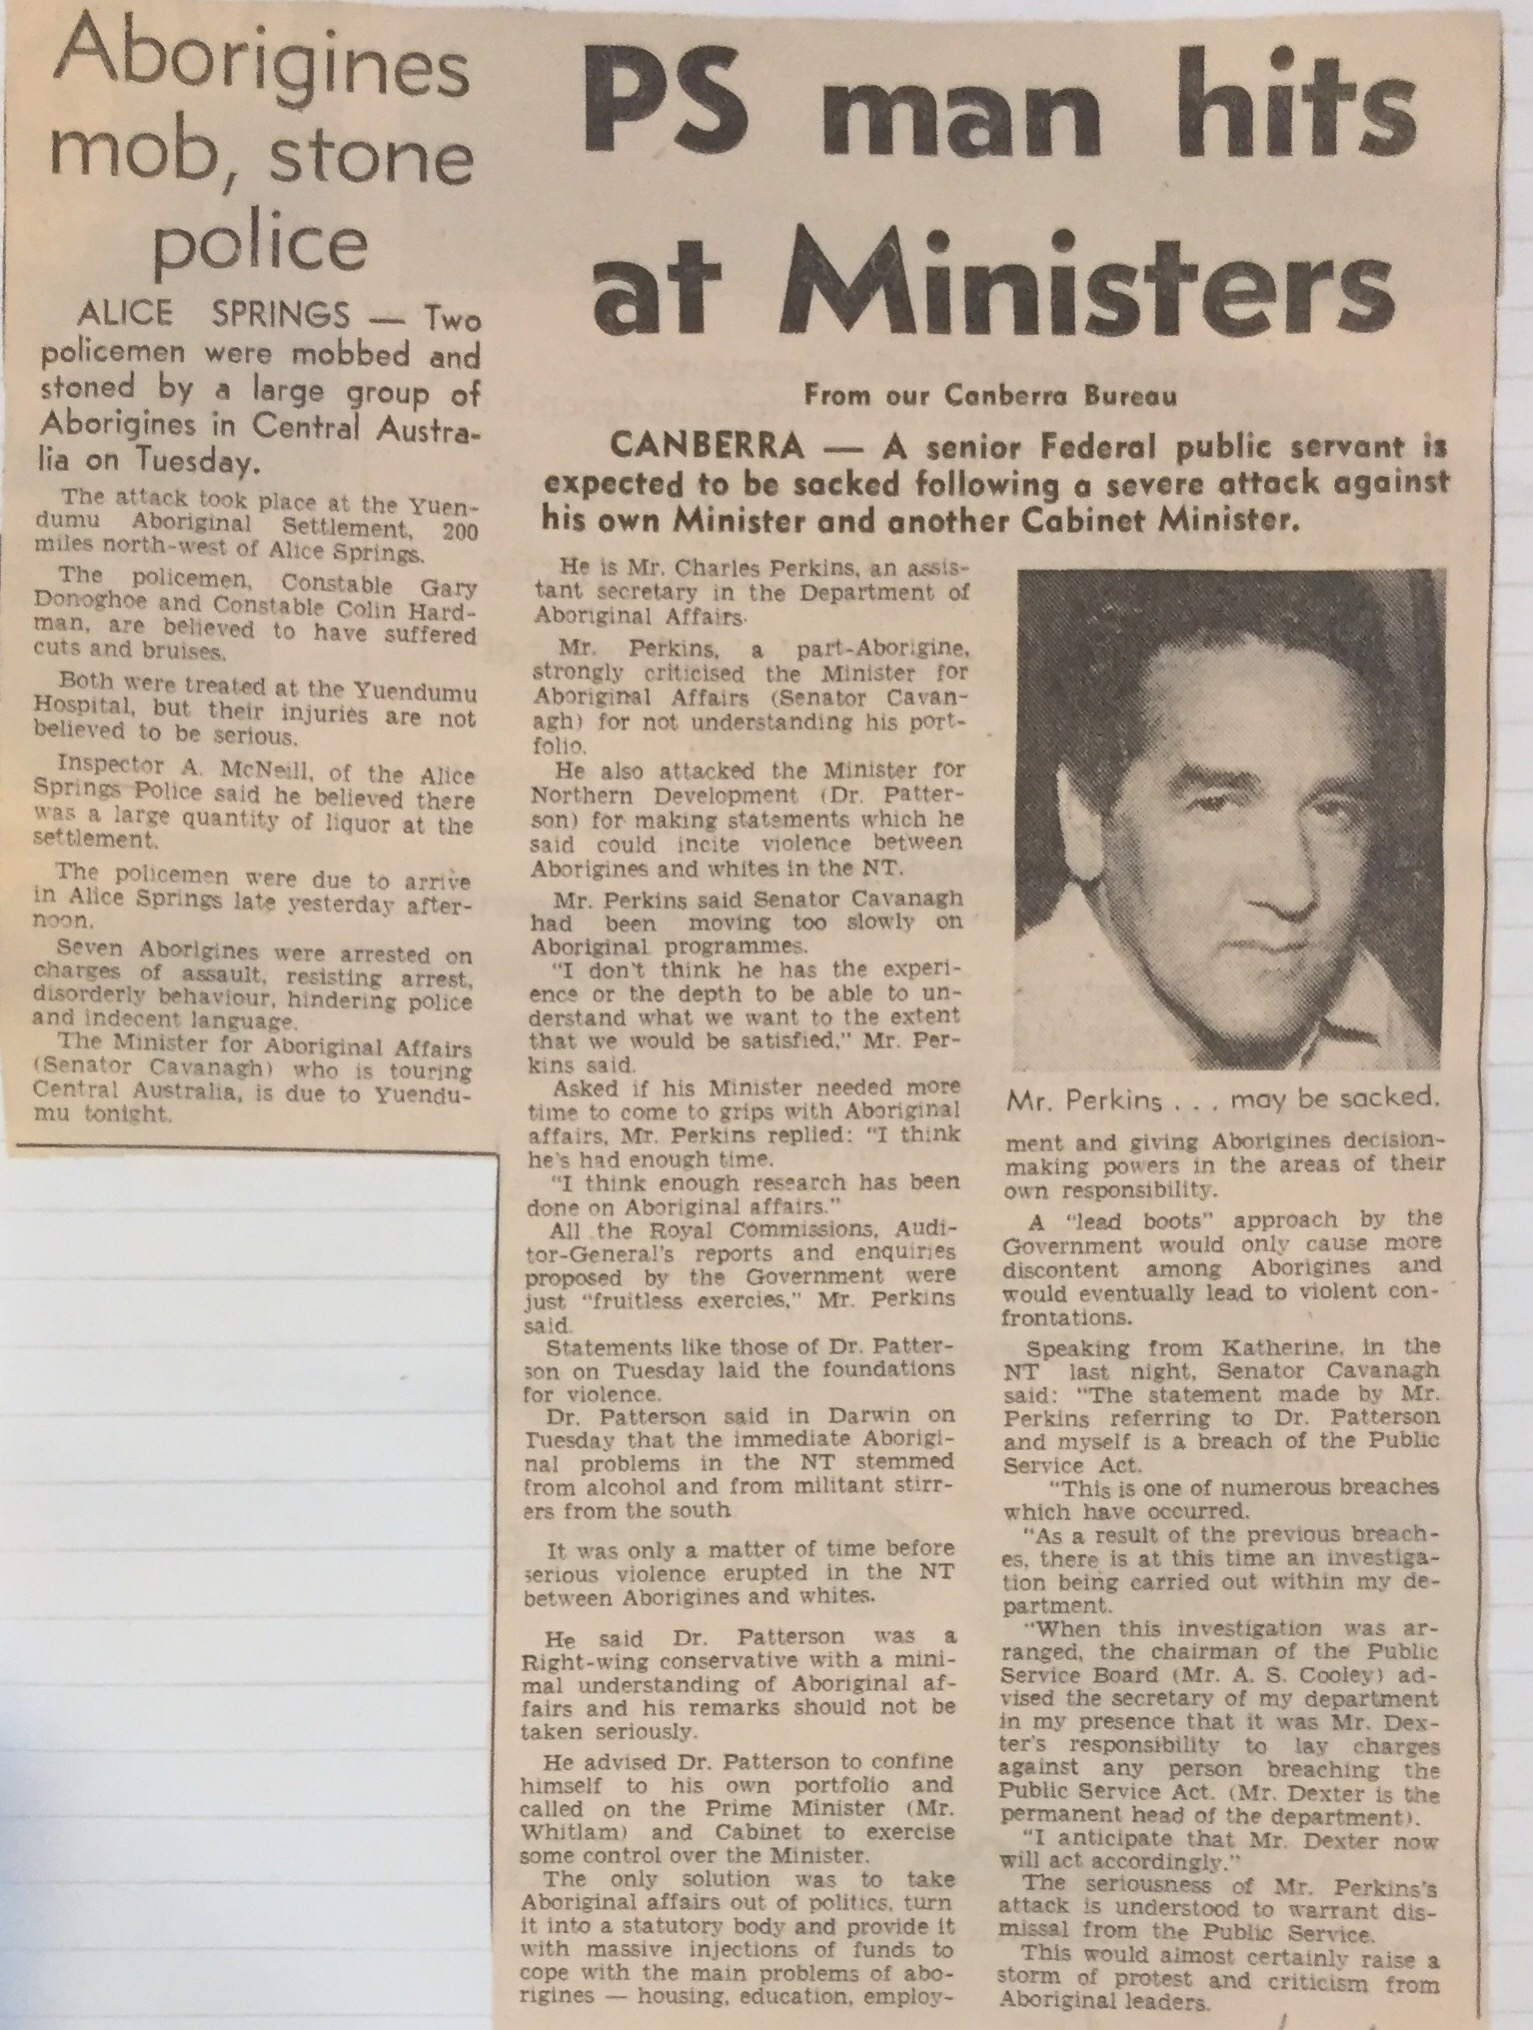 Aborigines
mob, stone
police
ALICE SPRINGS — Two
policemen were mobbed and
stoned by a large group of
Aborigines in Central Austra-
lia on Tuesday.
The attack took place at the Yuen-
dumu Aboriginal Settlement, 200
miles north-west of Alice Springs.
The policemen, Constable Gary
Donoghoe and Constable Colin Hard-
man, are believed to have suffered
cuts and bruises.
Both were treated at the Yuendumu
Hospital, but their injuries are not
believed to be serious.
Inspector A. McNeill, of the Alice
Springs Police said he believed there
was a large quantity of liquor at the
settlement.
The policemen were due to arrive
in Alice Springs late yesterday after-
noon.
Seven Aborigines were arrested on
charges of assault, resisting arrest,
disorderly behaviour, hindering police
and indecent language.
The Minister for Aboriginal Affairs
(Senator Cavanagh) who is touring
Central Australia, is due to Yuendu-
mu tonight.
PS man hits
at Ministers
From our Canberra Bureau
CANBERRA — A senior Federal public servant is
expected to be sacked following a severe attack against
his own Minister and another Cabinet Minister.
He is Mr. Charles Perkins, an assis-
tant secretary in the Department of
Aboriginal Affairs.
Mr. Perkins, a part-Aborigine,
strongly criticised the Minister for
Aboriginal Affairs (Senator Cavan-
agh) for not understanding his port-
folio.
He also attacked the Minister for
Northern Development (Dr. Patter-
son) for making statements which he
said could incite violence between
Aborigines and whites in the NT.
Mr. Perkins said Senator Cavanagh
had been moving too slowly on
Aboriginal programmes.
"I don't think he has the experi-
ence or the depth to be able to un-
derstand what we want to the extent
that we would be satisfied," Mr. Per-
kins said.
Asked if his Minister needed more
time to come to grips with Aboriginal
affairs, Mr. Perkins replied: "I think
he's had enough time.
"I think enough research has been
done on Aboriginal affairs."
All the Royal Commissions, Audi-
tor-General's reports and enquiries
proposed by the Government were
just "fruitless exercies," Mr. Perkins
said.
Statements like those of Dr. Patter-
son on Tuesday laid the foundations
for violence.
Dr. Patterson said in Darwin on
Tuesday that the immediate Aborigi-
nal problems in the NT stemmed
from alcohol and from militant stirr-
ers from the south
It was only a matter of time before
serious violence erupted in the NT
between Aborigines and whites.
He said Dr. Patterson was a
Right-wing conservative with a mini-
mal understanding of Aboriginal af-
fairs and his remarks should not be
taken seriously.
He advised Dr. Patterson to confine
himself to his own portfolio and
called on the Prime Minister (Mr.
Whitlam) and Cabinet to exercise
some control over the Minister.
The only solution was to take
Aboriginal affairs out of politics, turn
it into a statutory body and provide it
with massive injections of funds to
cope with the main problems of abo-
rigines — housing, education, employ-
Mr. Perkins . . . may be sacked.
ment and giving Aborigines decision-
making powers in the areas of their
own responsibility.
A "lead boots" approach by the
Government would only cause more
discontent among Aborigines and
would eventually lead to violent con-
frontations.
Speaking from Katherine, in the
NT last night, Senator Cavanagh
said: "The statement made by Mr.
Perkins referring to Dr. Patterson
and myself is a breach of the Public
Service Act.
"This is one of numerous breaches
which have occurred.
"As a result of the previous breach-
es, there is at this time an investiga-
tion being carried out within my de-
partment.
"When this investigation was ar-
ranged, the chairman of the Public
Service Board (Mr. A. S. Cooley) ad-
vised the secretary of my department
in my presence that it was Mr. Dex-
ter's responsibility to lay charges
against any person breaching the
Public Service Act. (Mr. Dexter is the
permanent head of the department).
"I anticipate that Mr. Dexter now
will act accordingly."
The seriousness of Mr. Perkins's
attack is understood to warrant dis-
missal from the Public Service.
This would almost certainly raise a
storm of protest and criticism from
Aboriginal leaders.